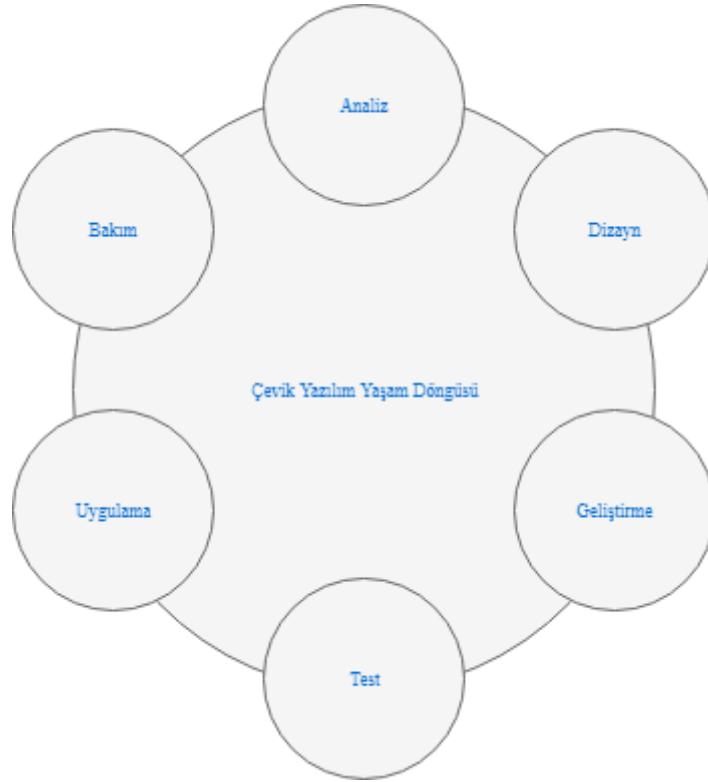 Analiz
Bakım
Dizayn
Çevik Yazılım Yaşam Döngüsü
Uygulama
Geliştirme
Test